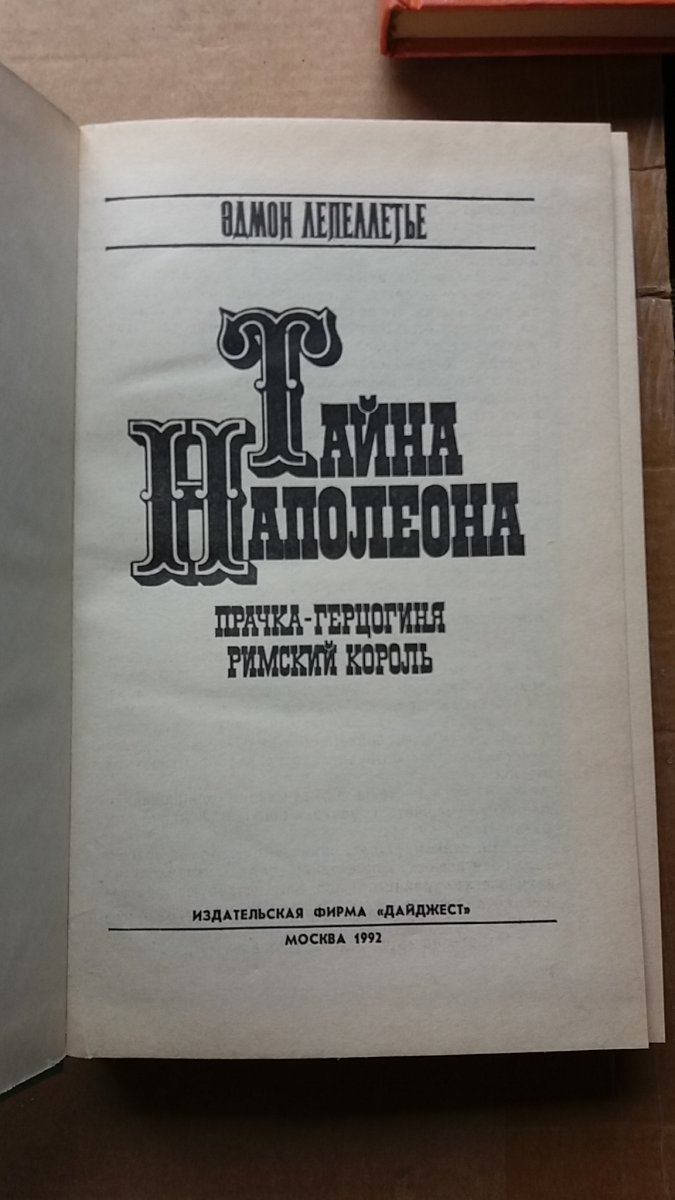 ЭДМОН ЛЕПЕЛЛЕТЬЕ
ТАЙНА
НАПОЛЕОНА
ПРАЧКА-ГЕРЦОГИНЯ
РИМСКИЙ КОРОЛЬ
ИЗДАТЕЛЬСКАЯ ФИРМА «ДАЙДЖЕСТ»
МОСКВА 1992